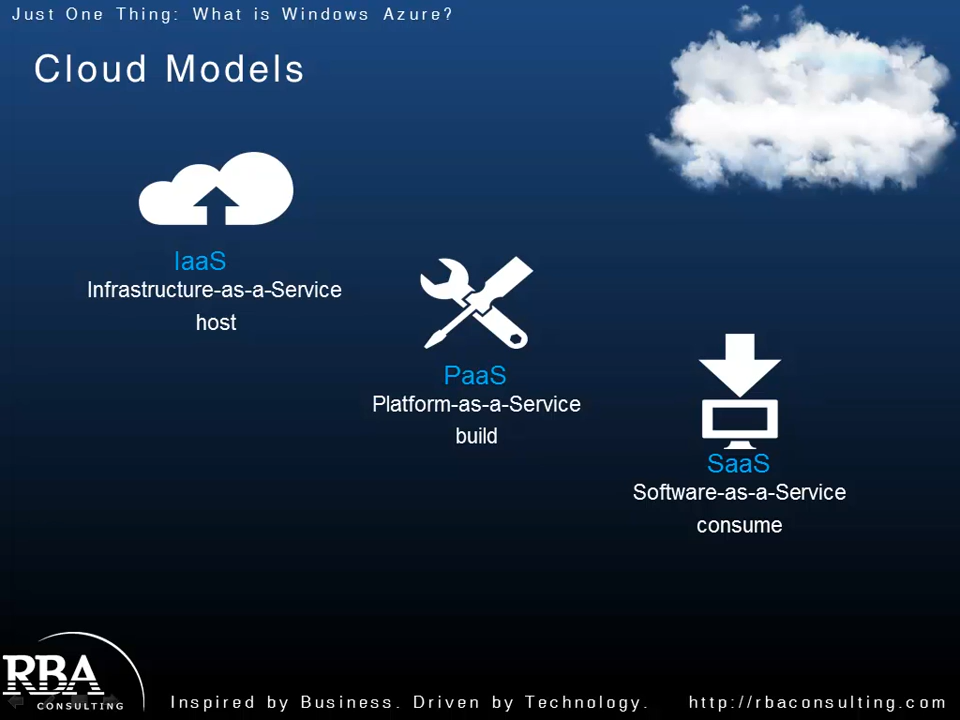 Just One Thing: What is Windows Azure?
Cloud Models
IaaS
Infrastructure-as-a-Service
host
PaaS
Platform-as-a-Service
build
SaaS
Software-as-a-Service
consume
RBA
CONSULTING
Inspired by Business. Driven by Technology.
http://rbaconsulting.com